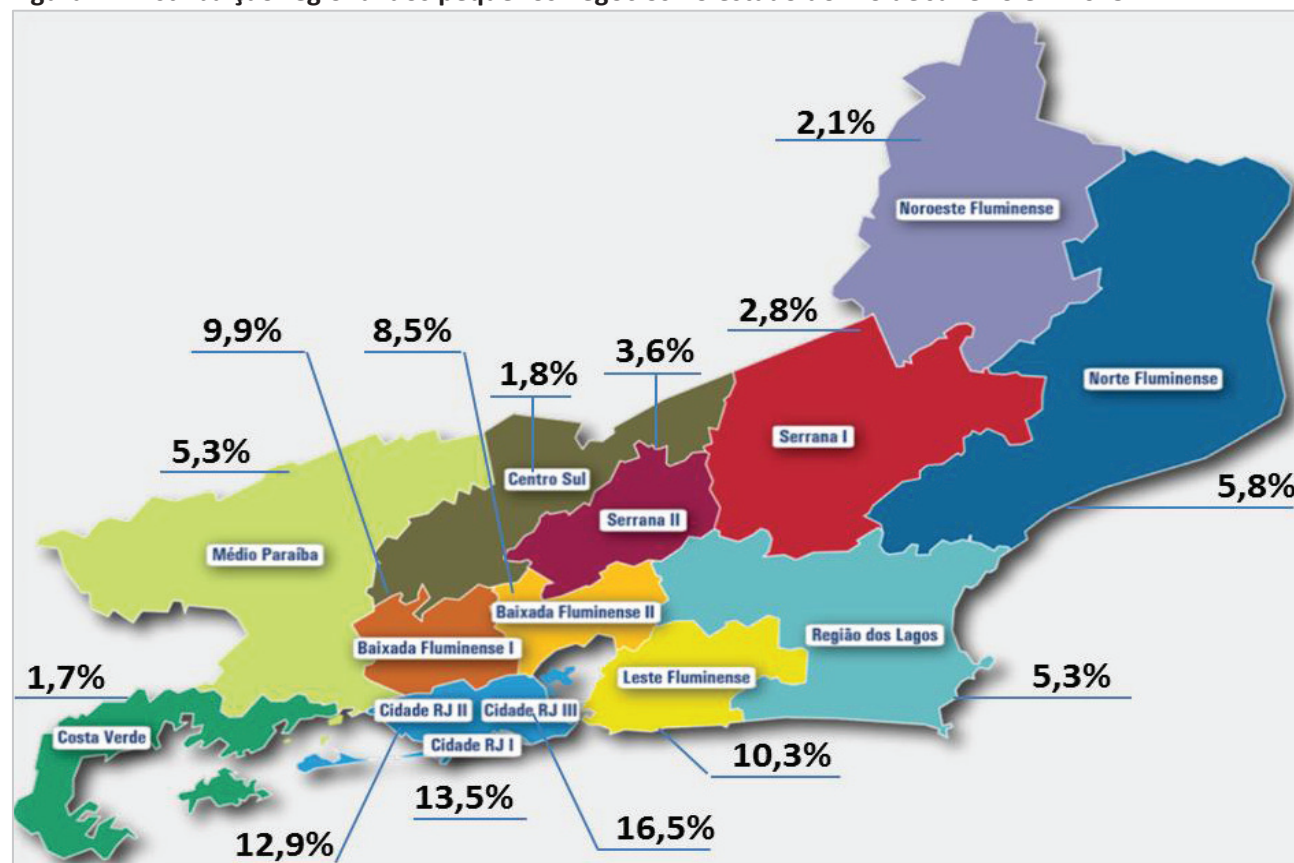 2,1%
Noroeste Fluminense
2,8%
9,9%
8,5%
3,6%
1,8%
Norte Fluminense
Serrana I
5,3%
Centro Sul
5,8%
Serrana II
Médio Paraíba
Baixada Fluminense II
Região dos Lagos
Baixada Fluminense I
Leste Fluminense
1,7%
5,3%
Cidade RJ II
Cidade RJ III
Costa Verde
Cidade RJ I
10,3%
13,5%
16,5%
12,9%